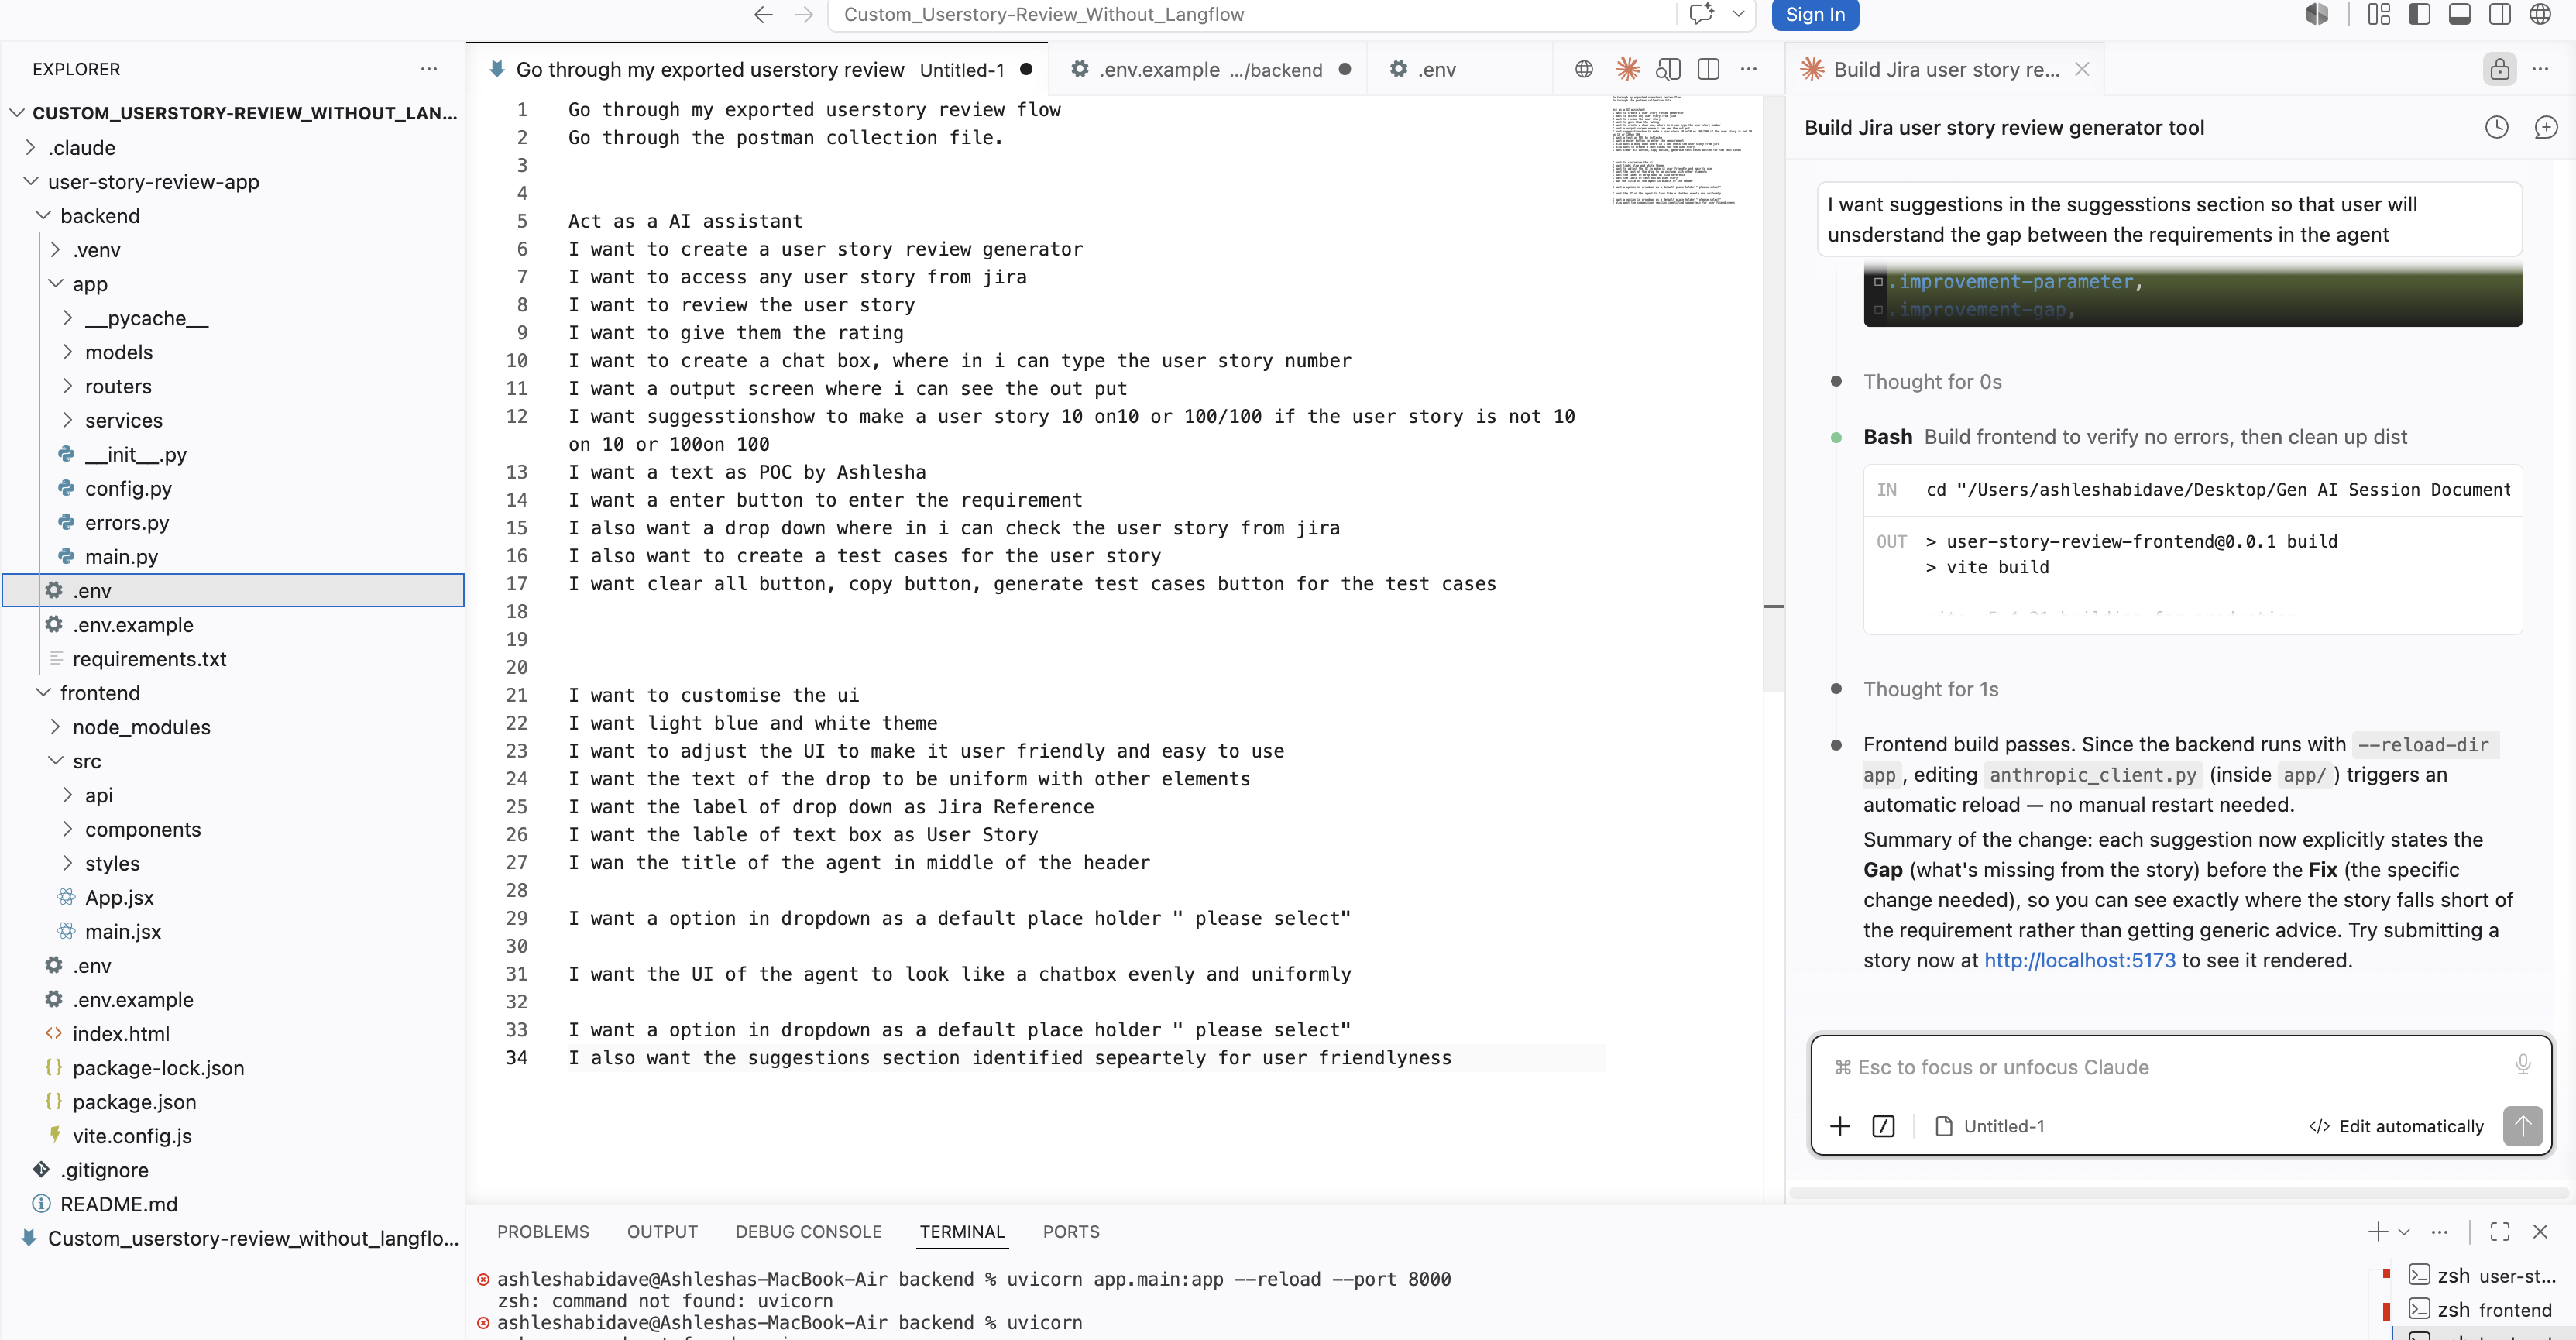 Custom_Userstory-Review_Without_Langflow
Sign In
EXPLORER
CUSTOM_USERSTORY-REVIEW_WITHOUT_LAN...
.claude
user-story-review-app
backend
.venv
app
__pycache__
models
routers
services
__init__.py
config.py
errors.py
main.py
.env
.env.example
requirements.txt
frontend
node_modules
src
api
components
styles
App.jsx
main.jsx
.env
.env.example
index.html
package-lock.json
package.json
vite.config.js
.gitignore
README.md
Custom_userstory-review_without_langflo...
Go through my exported userstory review Untitled-1
.env.example .../backend
.env
1 Go through my exported userstory review flow
2 Go through the postman collection file.
3
4
5 Act as a AI assistant
6 I want to create a user story review generator
7 I want to access any user story from jira
8 I want to review the user story
9 I want to give them the rating
10 I want to create a chat box, where in i can type the user story number
11 I want a output screen where i can see the out put
12 I want suggesstionshow to make a user story 10 on10 or 100/100 if the user story is not 10
on 10 or 100on 100
13 I want a text as POC by Ashlesha
14 I want a enter button to enter the requirement
15 I also want a drop down where in i can check the user story from jira
16 I also want to create a test cases for the user story
17 I want clear all button, copy button, generate test cases button for the test cases
18
19
20
21 I want to customise the ui
22 I want light blue and white theme
23 I want to adjust the UI to make it user friendly and easy to use
24 I want the text of the drop to be uniform with other elements
25 I want the label of drop down as Jira Reference
26 I want the lable of text box as User Story
27 I wan the title of the agent in middle of the header
28
29 I want a option in dropdown as a default place holder " please select"
30
31 I want the UI of the agent to look like a chatbox evenly and uniformly
32
33 I want a option in dropdown as a default place holder " please select"
34 I also want the suggestions section identified sepeartely for user friendlyness
Build Jira user story re...
Build Jira user story review generator tool
I want suggestions in the suggesstions section so that user will
unsderstand the gap between the requirements in the agent
.improvement-parameter,
.improvement-gap,
Thought for 0s
Bash Build frontend to verify no errors, then clean up dist
IN cd "/Users/ashleshabidave/Desktop/Gen AI Session Document
OUT > user-story-review-frontend@0.0.1 build
> vite build
Thought for 1s
Frontend build passes. Since the backend runs with --reload-dir
app, editing anthropic_client.py (inside app/) triggers an
automatic reload — no manual restart needed.
Summary of the change: each suggestion now explicitly states the
Gap (what's missing from the story) before the Fix (the specific
change needed), so you can see exactly where the story falls short of
the requirement rather than getting generic advice. Try submitting a
story now at http://localhost:5173 to see it rendered.
⌘ Esc to focus or unfocus Claude
Untitled-1
</> Edit automatically
PROBLEMS OUTPUT DEBUG CONSOLE TERMINAL PORTS
ashleshabidave@Ashleshas-MacBook-Air backend % uvicorn app.main:app --reload --port 8000
zsh: command not found: uvicorn
ashleshabidave@Ashleshas-MacBook-Air backend % uvicorn
zsh user-st...
zsh frontend